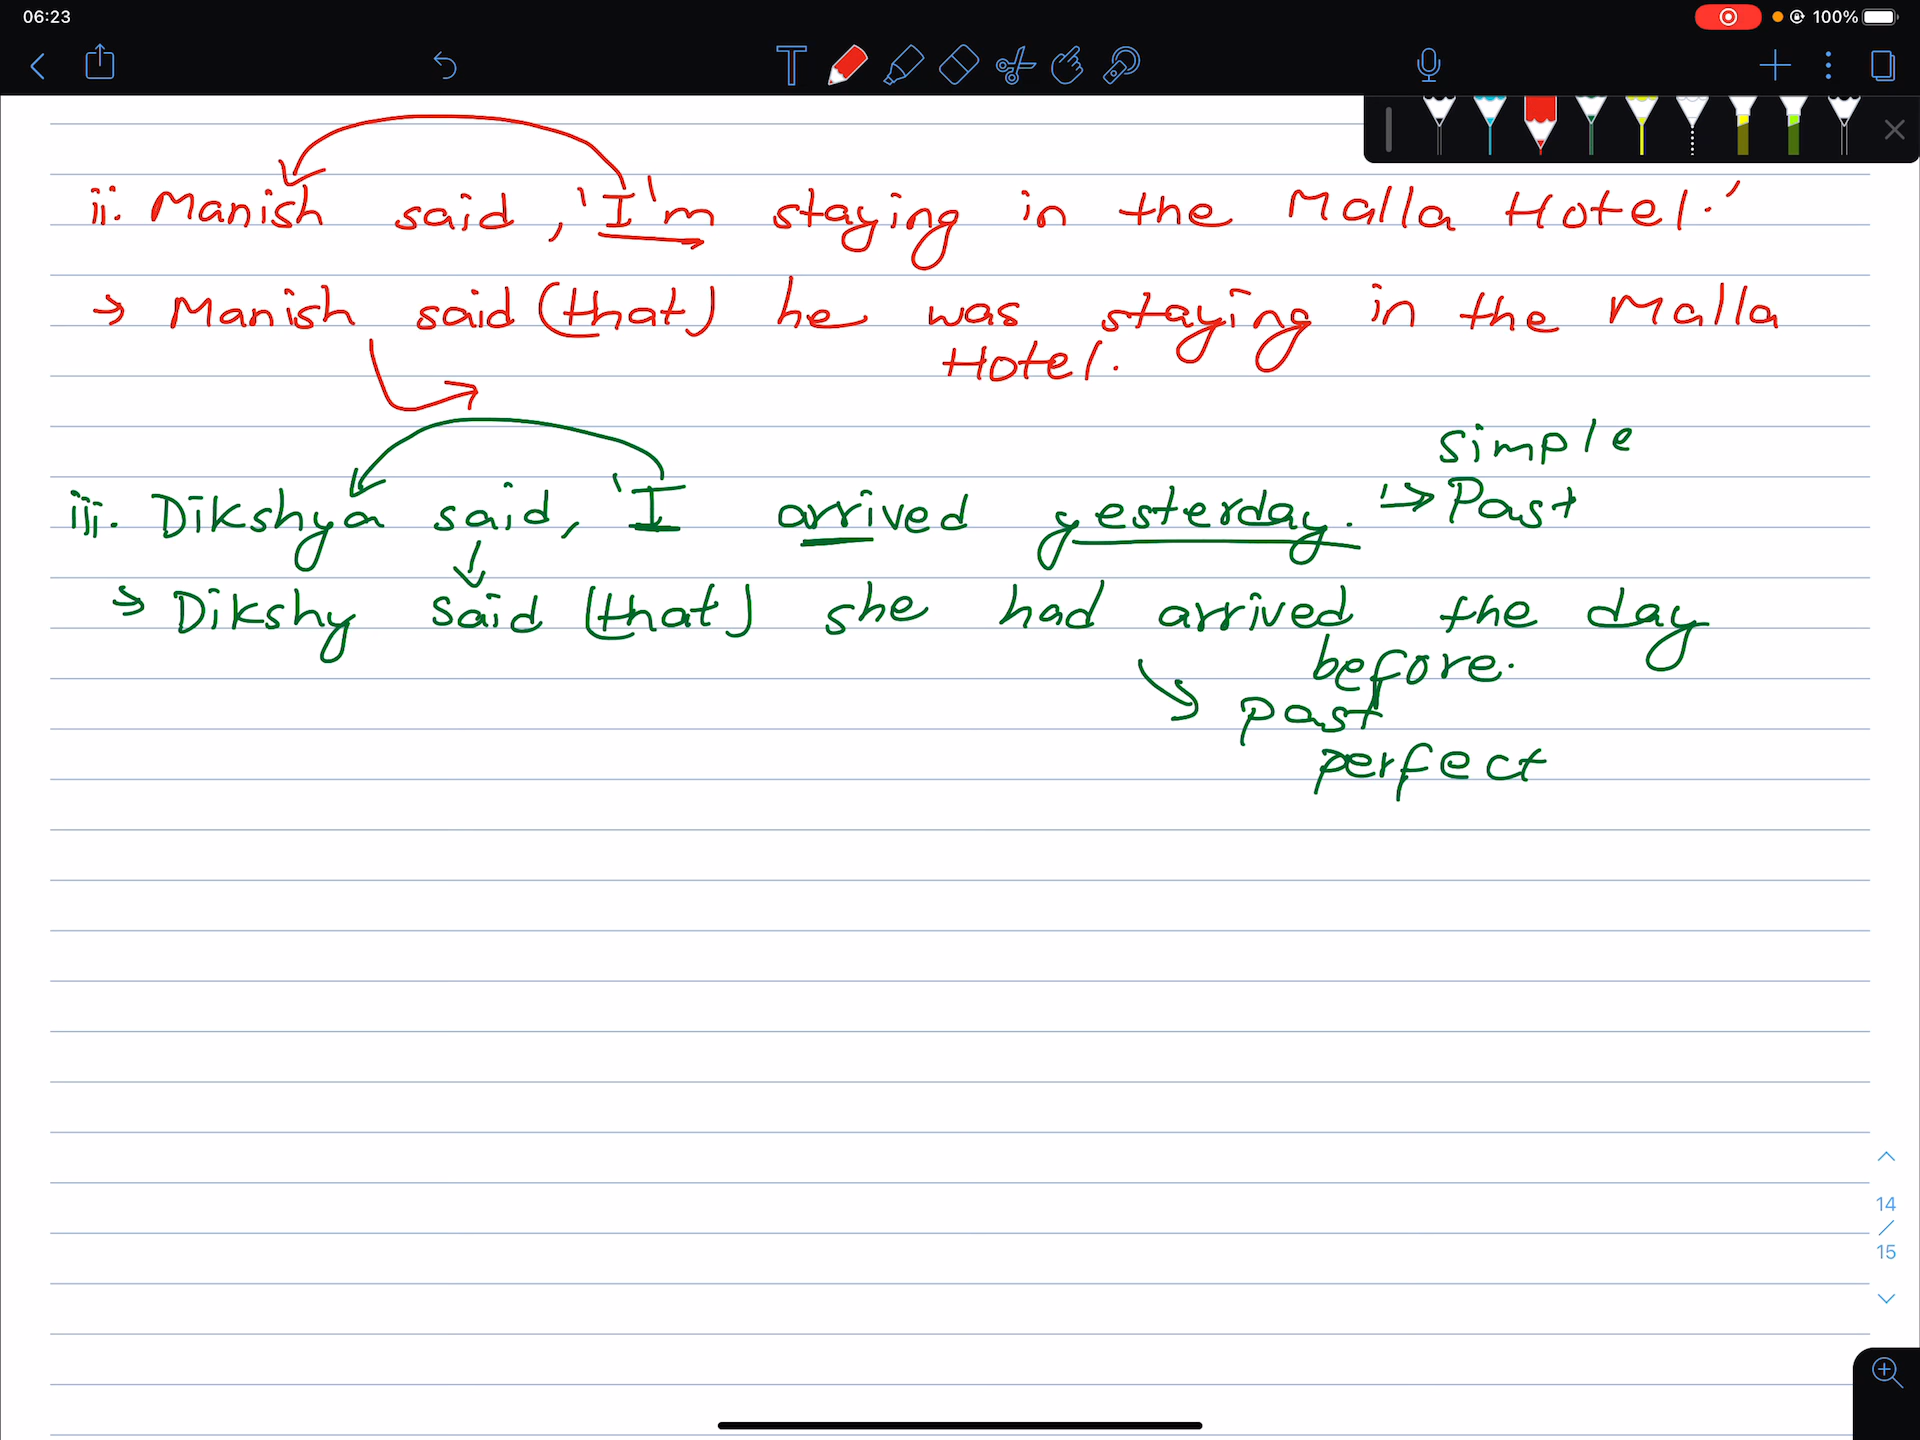 06:23
100%
ii. Manish said, 'I'm staying in the Malla Hotel.'
→ Manish said (that) he was staying in the Malla
Hotel.
simple
iii. Dikshya said, 'I arrived yesterday.' → Past
→ Dikshy said (that) she had arrived the day
before.
past
perfect
14
/
15